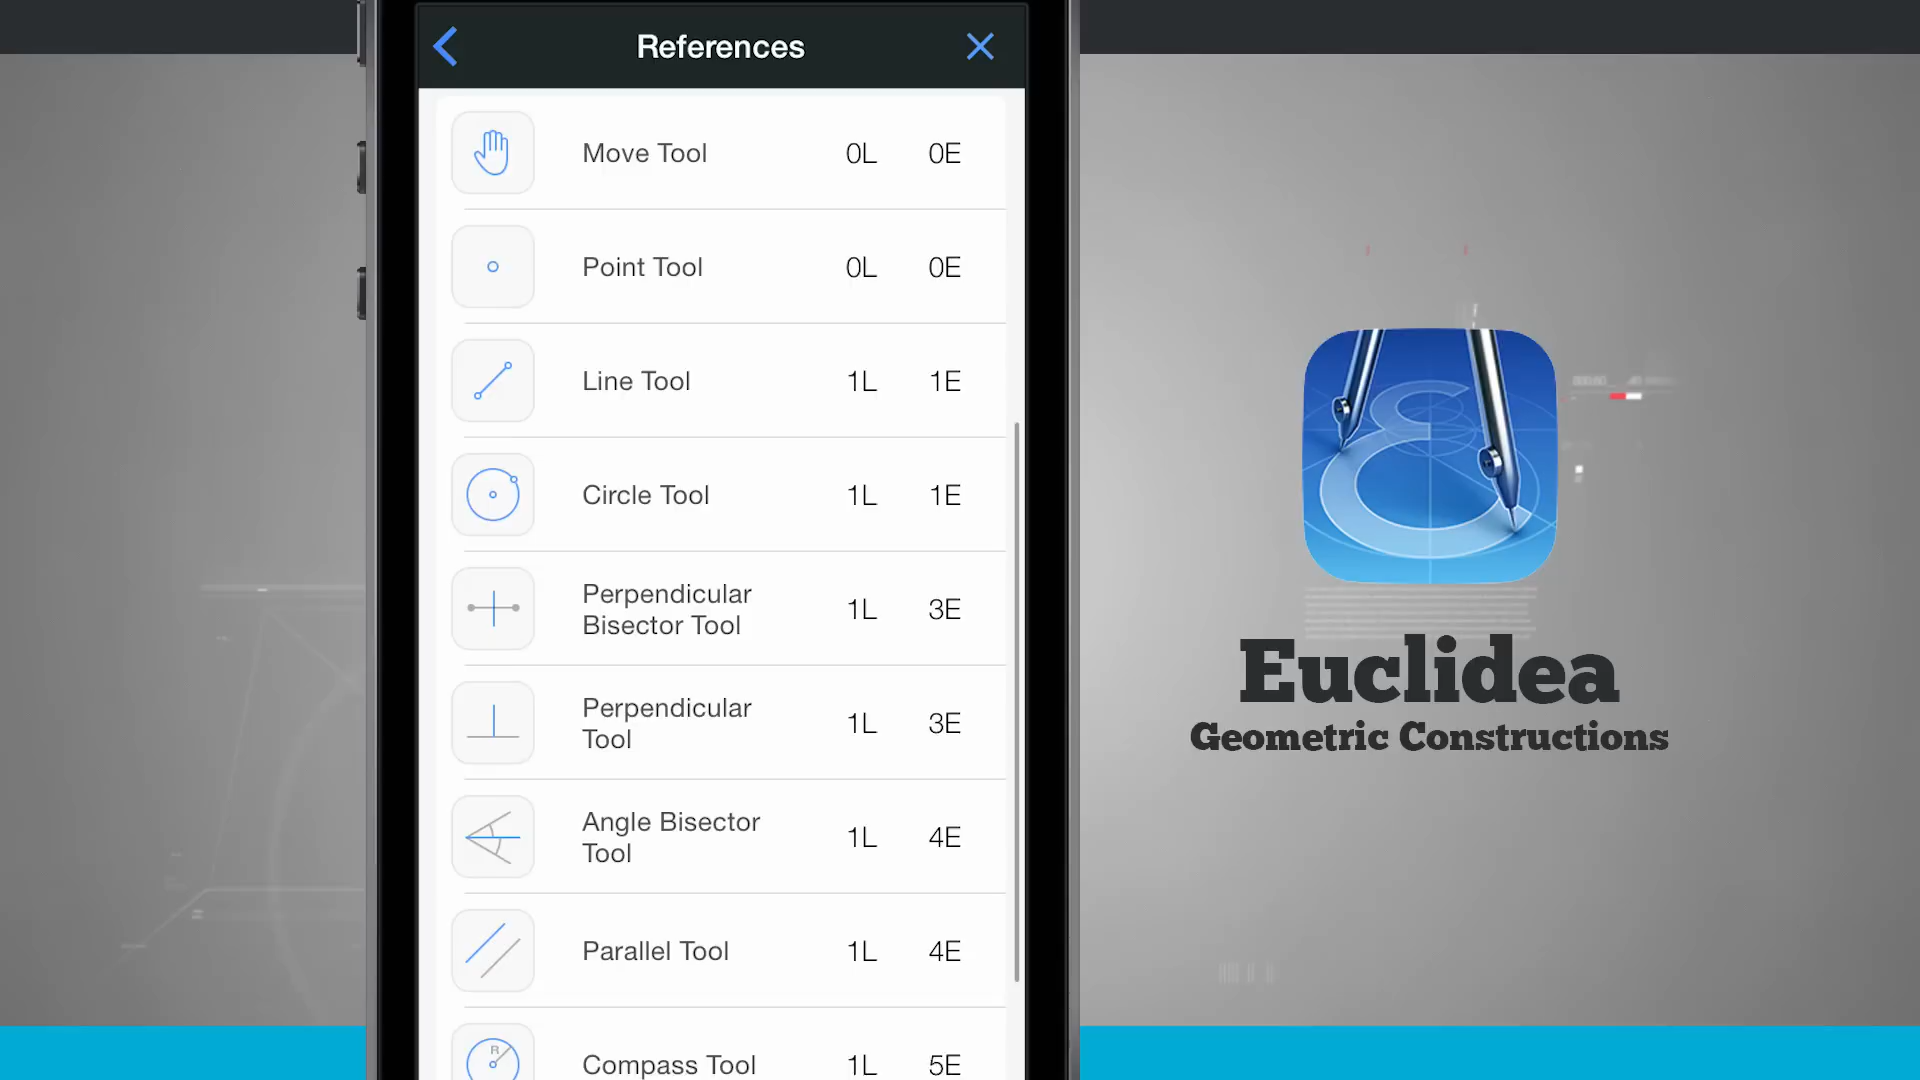 References
Move Tool 0L 0E
Point Tool 0L 0E
Line Tool 1L 1E
Circle Tool 1L 1E
Perpendicular
Bisector Tool 1L 3E
Perpendicular
Tool 1L 3E
Angle Bisector
Tool 1L 4E
Parallel Tool 1L 4E
R
Compass Tool 1L 5E
Euclidea
Geometric Constructions